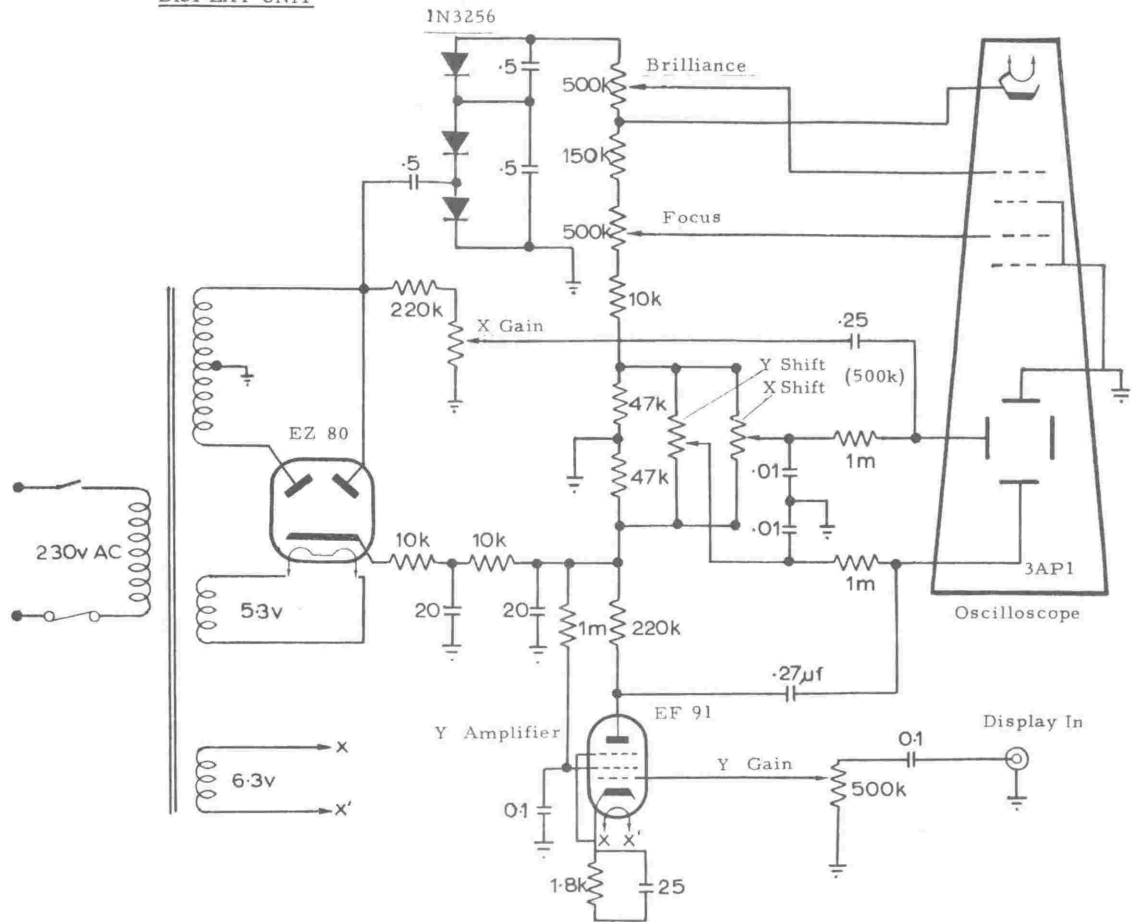 DISPLAY UNIT
1N3256
.5
500k
Brilliance
150k
.5
.5
500k
Focus
220k
10k
X Gain
.25
Y Shift
(500k)
X Shift
47k
EZ 80
.01
1m
47k
.01
230v AC
10k
10k
1m
3AP1
5.3v
Oscilloscope
20
20
1m
220k
.27µf
EF 91
Display In
Y Amplifier
0.1
Y Gain
500k
6.3v
X
X'
0.1
X X'
1.8k
25